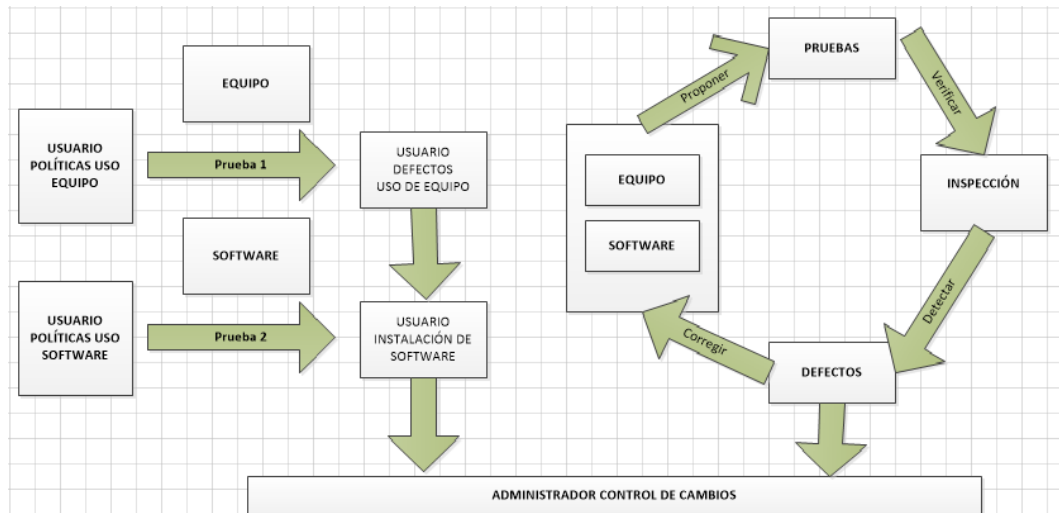 EQUIPO
USUARIO
POLÍTICAS USO
EQUIPO
Prueba 1
USUARIO
DEFECTOS
USO DE EQUIPO
SOFTWARE
USUARIO
POLÍTICAS USO
SOFTWARE
Prueba 2
USUARIO
INSTALACIÓN DE
SOFTWARE
PRUEBAS
Proponer
Verificar
EQUIPO
SOFTWARE
INSPECCIÓN
Detectar
Corregir
DEFECTOS
ADMINISTRADOR CONTROL DE CAMBIOS